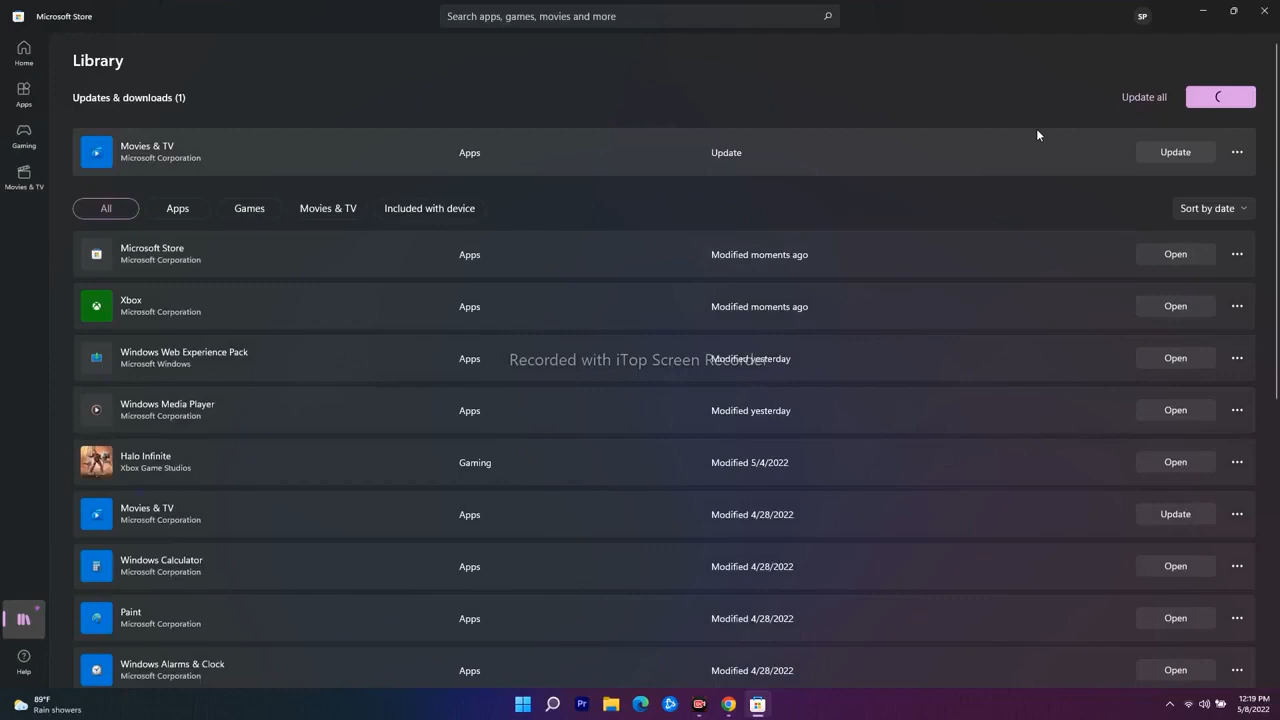 Microsoft Store
Search apps, games, movies and more
SP
Home
Apps
Gaming
Movies & TV
Library
Updates & downloads (1)
Update all
Movies & TV
Microsoft Corporation
Apps
Update
Update
All
Apps
Games
Movies & TV
Included with device
Sort by date
Microsoft Store
Microsoft Corporation
Apps
Modified moments ago
Open
Xbox
Microsoft Corporation
Apps
Modified moments ago
Open
Windows Web Experience Pack
Microsoft Windows
Apps
Modified yesterday
Open
Recorded with iTop Screen Recorder
Windows Media Player
Microsoft Corporation
Apps
Modified yesterday
Open
Halo Infinite
Xbox Game Studios
Gaming
Modified 5/4/2022
Open
Movies & TV
Microsoft Corporation
Apps
Modified 4/28/2022
Update
Windows Calculator
Microsoft Corporation
Apps
Modified 4/28/2022
Open
Paint
Microsoft Corporation
Apps
Modified 4/28/2022
Open
Windows Alarms & Clock
Microsoft Corporation
Apps
Modified 4/28/2022
Open
Help
89°F
Rain showers
Pr
12:19 PM
5/8/2022